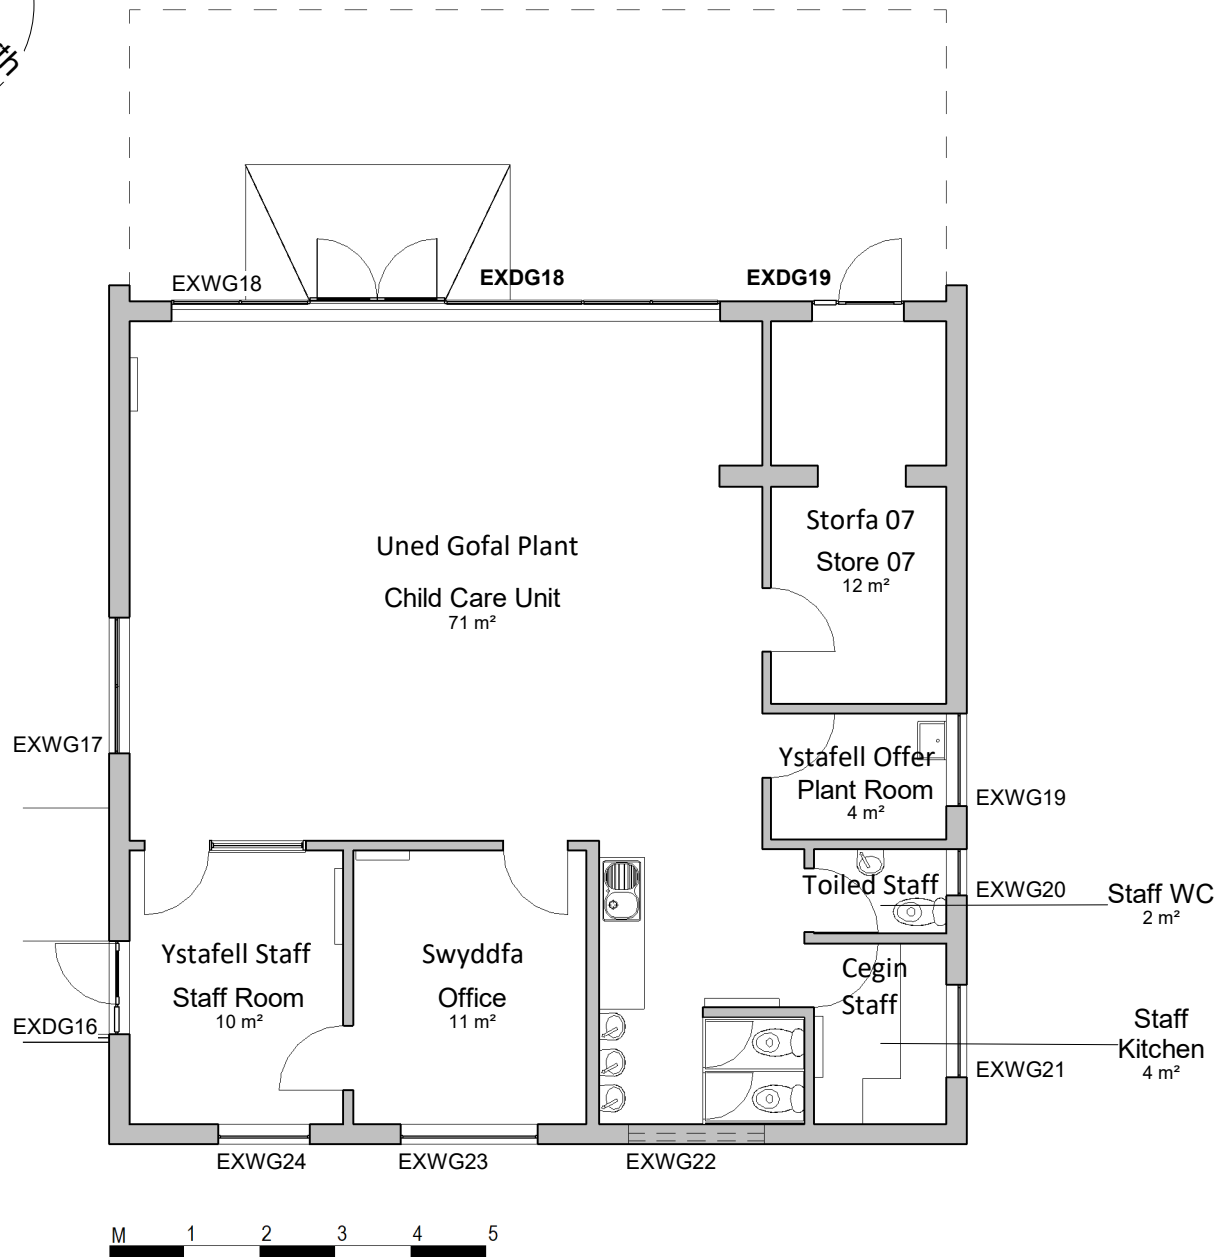 th
EXWG18
EXDG18
EXDG19
Uned Gofal Plant
Child Care Unit
71 m²
Storfa 07
Store 07
12 m²
EXWG17
Ystafell Offer
Plant Room
4 m²
EXWG19
Toiled Staff
EXWG20
Staff WC
2 m²
Ystafell Staff
Staff Room
10 m²
Swyddfa
Office
11 m²
Cegin
Staff
EXDG16
Staff
Kitchen
4 m²
EXWG21
EXWG24
EXWG23
EXWG22
M 1 2 3 4 5